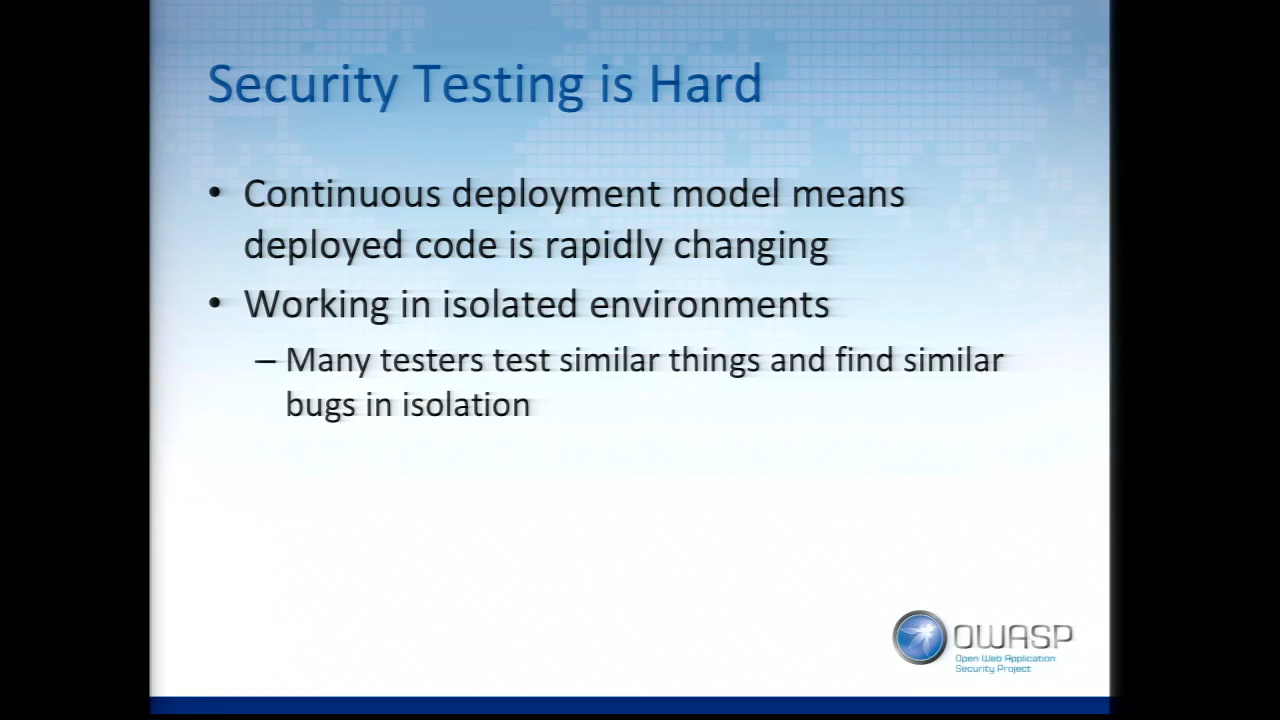 Security Testing is Hard
• Continuous deployment model means
deployed code is rapidly changing
• Working in isolated environments
– Many testers test similar things and find similar
bugs in isolation
OWASP
Open Web Application
Security Project